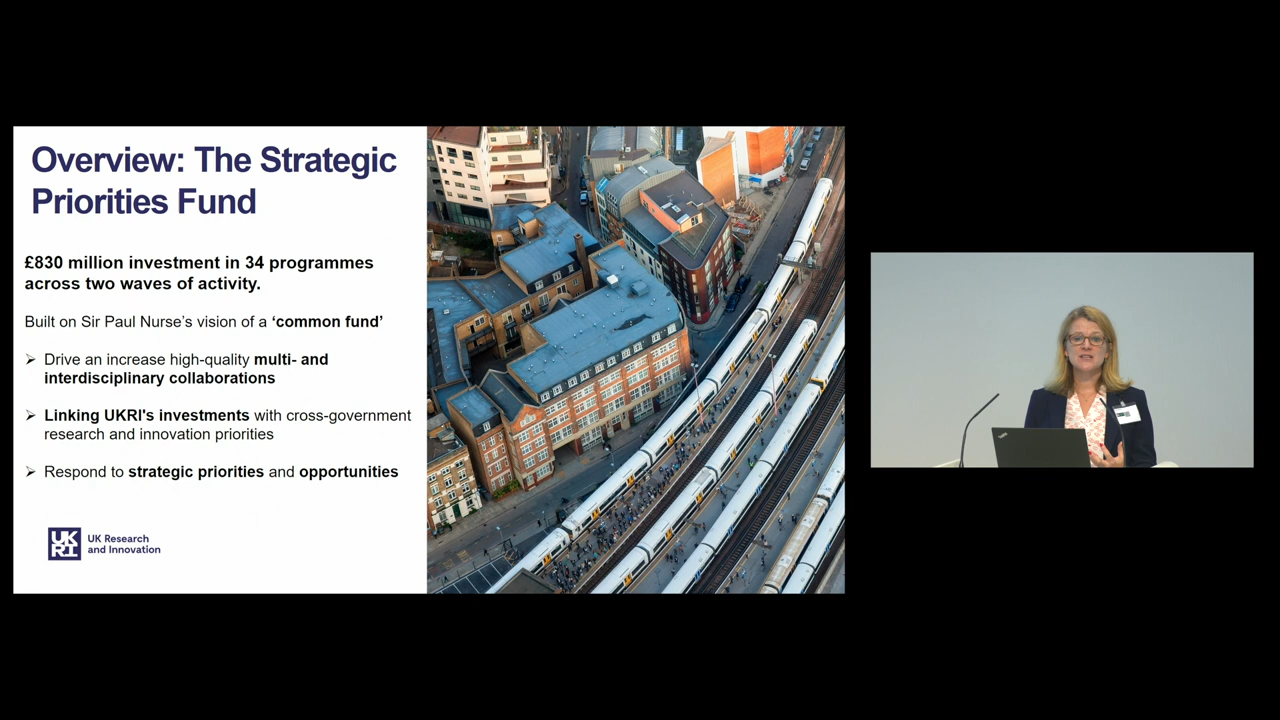 Overview: The Strategic
Priorities Fund
£830 million investment in 34 programmes
across two waves of activity.
Built on Sir Paul Nurse’s vision of a ‘common fund’
➢ Drive an increase high-quality multi- and
interdisciplinary collaborations
➢ Linking UKRI's investments with cross-government
research and innovation priorities
➢ Respond to strategic priorities and opportunities
UK
RI
UK Research
and Innovation